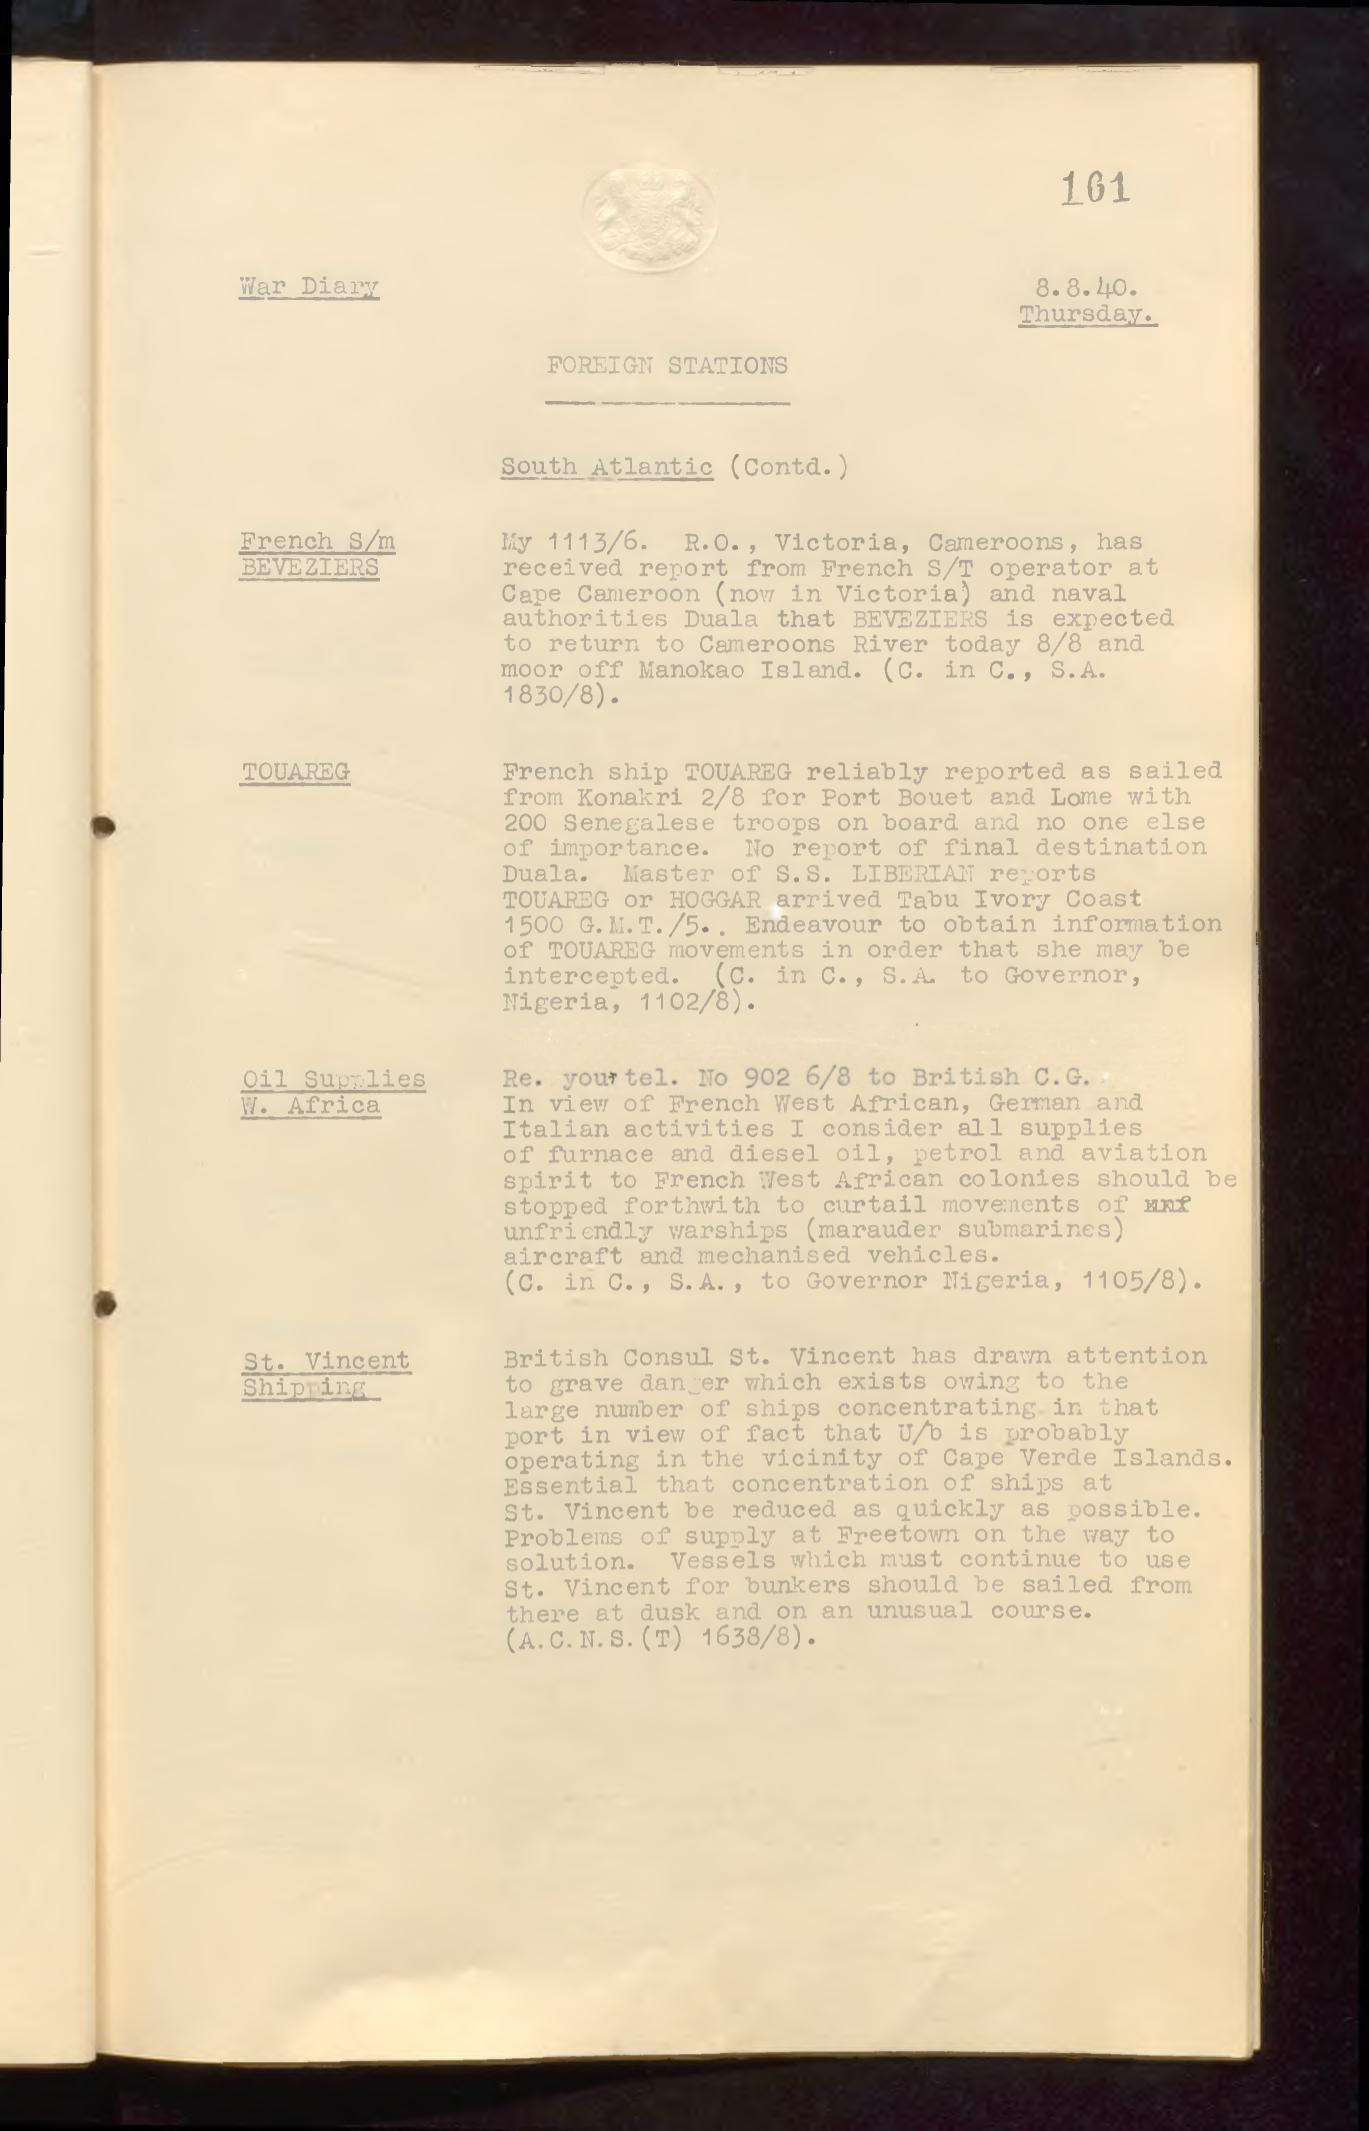 161
War Diary
8.8.40.
Thursday.
FOREIGN STATIONS
South Atlantic (Contd.)
French S/m
BEVEZIERS
My 1113/6. R.O., Victoria, Cameroons, has
received report from French S/T operator at
Cape Cameroon (now in Victoria) and naval
authorities Duala that BEVEZIERS is expected
to return to Cameroons River today 8/8 and
moor off Manokao Island. (C. in C., S.A.
1830/8).
TOUAREG
French ship TOUAREG reliably reported as sailed
from Konakri 2/8 for Port Bouet and Lome with
200 Senegalese troops on board and no one else
of importance. No report of final destination
Duala. Master of S.S. LIBERIAN reports
TOUAREG or HOGGAR arrived Tabu Ivory Coast
1500 G.M.T./5.. Endeavour to obtain information
of TOUAREG movements in order that she may be
intercepted. (C. in C., S.A. to Governor,
Nigeria, 1102/8).
Oil Supplies
W. Africa
Re. your tel. No 902 6/8 to British C.G.
In view of French West African, German and
Italian activities I consider all supplies
of furnace and diesel oil, petrol and aviation
spirit to French West African colonies should be
stopped forthwith to curtail movements of
unfriendly warships (marauder submarines)
aircraft and mechanised vehicles.
(C. in C., S.A., to Governor Nigeria, 1105/8).
St. Vincent
Shipping
British Consul St. Vincent has drawn attention
to grave danger which exists owing to the
large number of ships concentrating in that
port in view of fact that U/b is probably
operating in the vicinity of Cape Verde Islands.
Essential that concentration of ships at
St. Vincent be reduced as quickly as possible.
Problems of supply at Freetown on the way to
solution. Vessels which must continue to use
St. Vincent for bunkers should be sailed from
there at dusk and on an unusual course.
(A.C.N.S.(T) 1638/8).